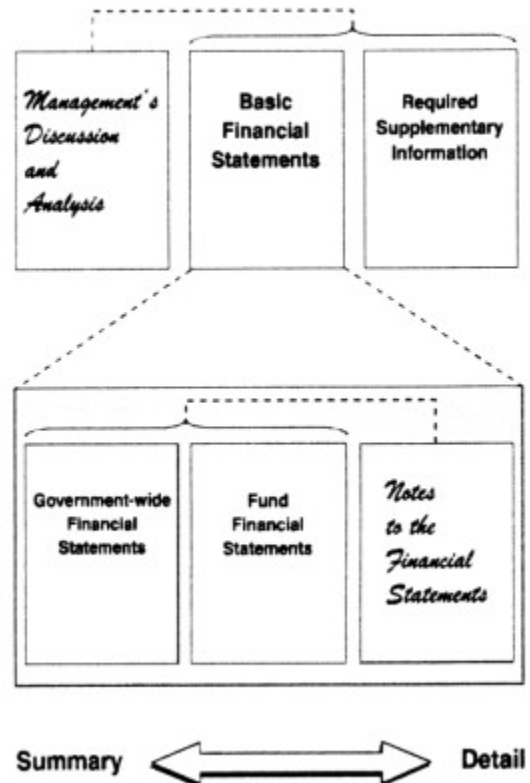 Management's
Discussion
and
Analysis
Basic
Financial
Statements
Required
Supplementary
Information
Government-wide
Financial
Statements
Fund
Financial
Statements
Notes
to the
Financial
Statements
Summary
Detail